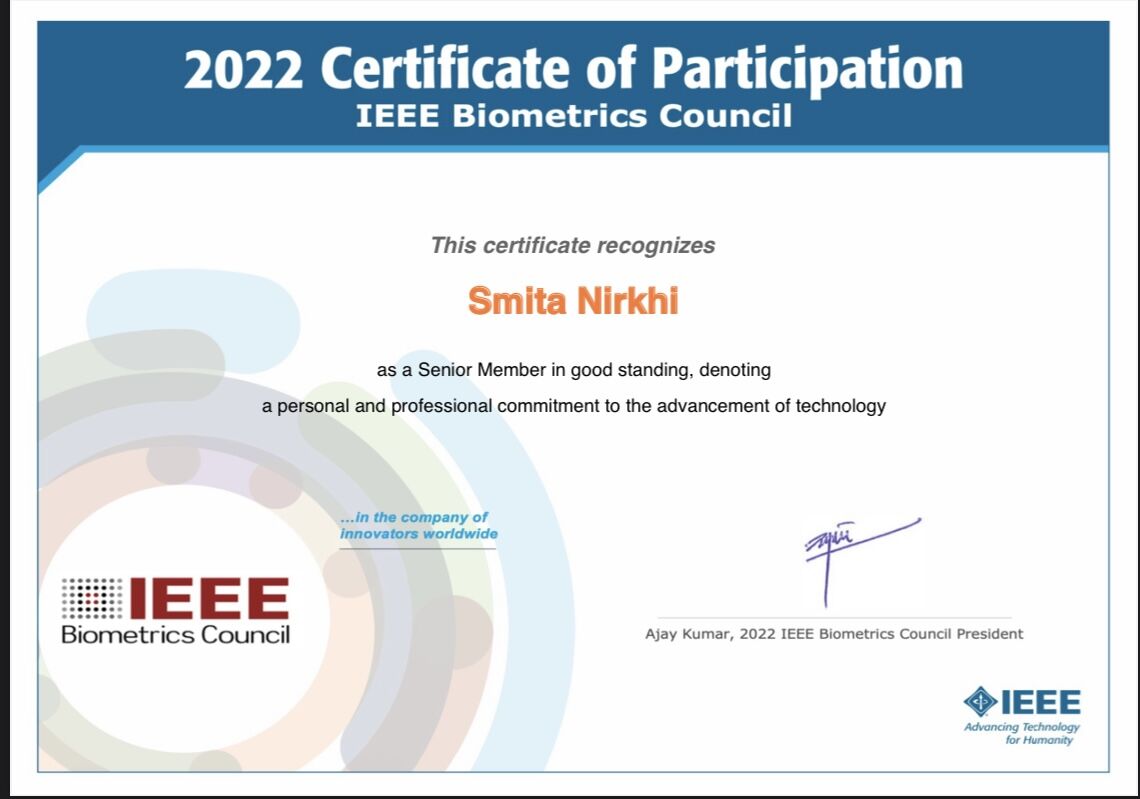 2022 Certificate of Participation
IEEE Biometrics Council
This certificate recognizes
Smita Nirkhi
as a Senior Member in good standing, denoting
a personal and professional commitment to the advancement of technology
...in the company of
innovators worldwide
IEEE
Biometrics Council
Ajay Kumar, 2022 IEEE Biometrics Council President
IEEE
Advancing Technology
for Humanity